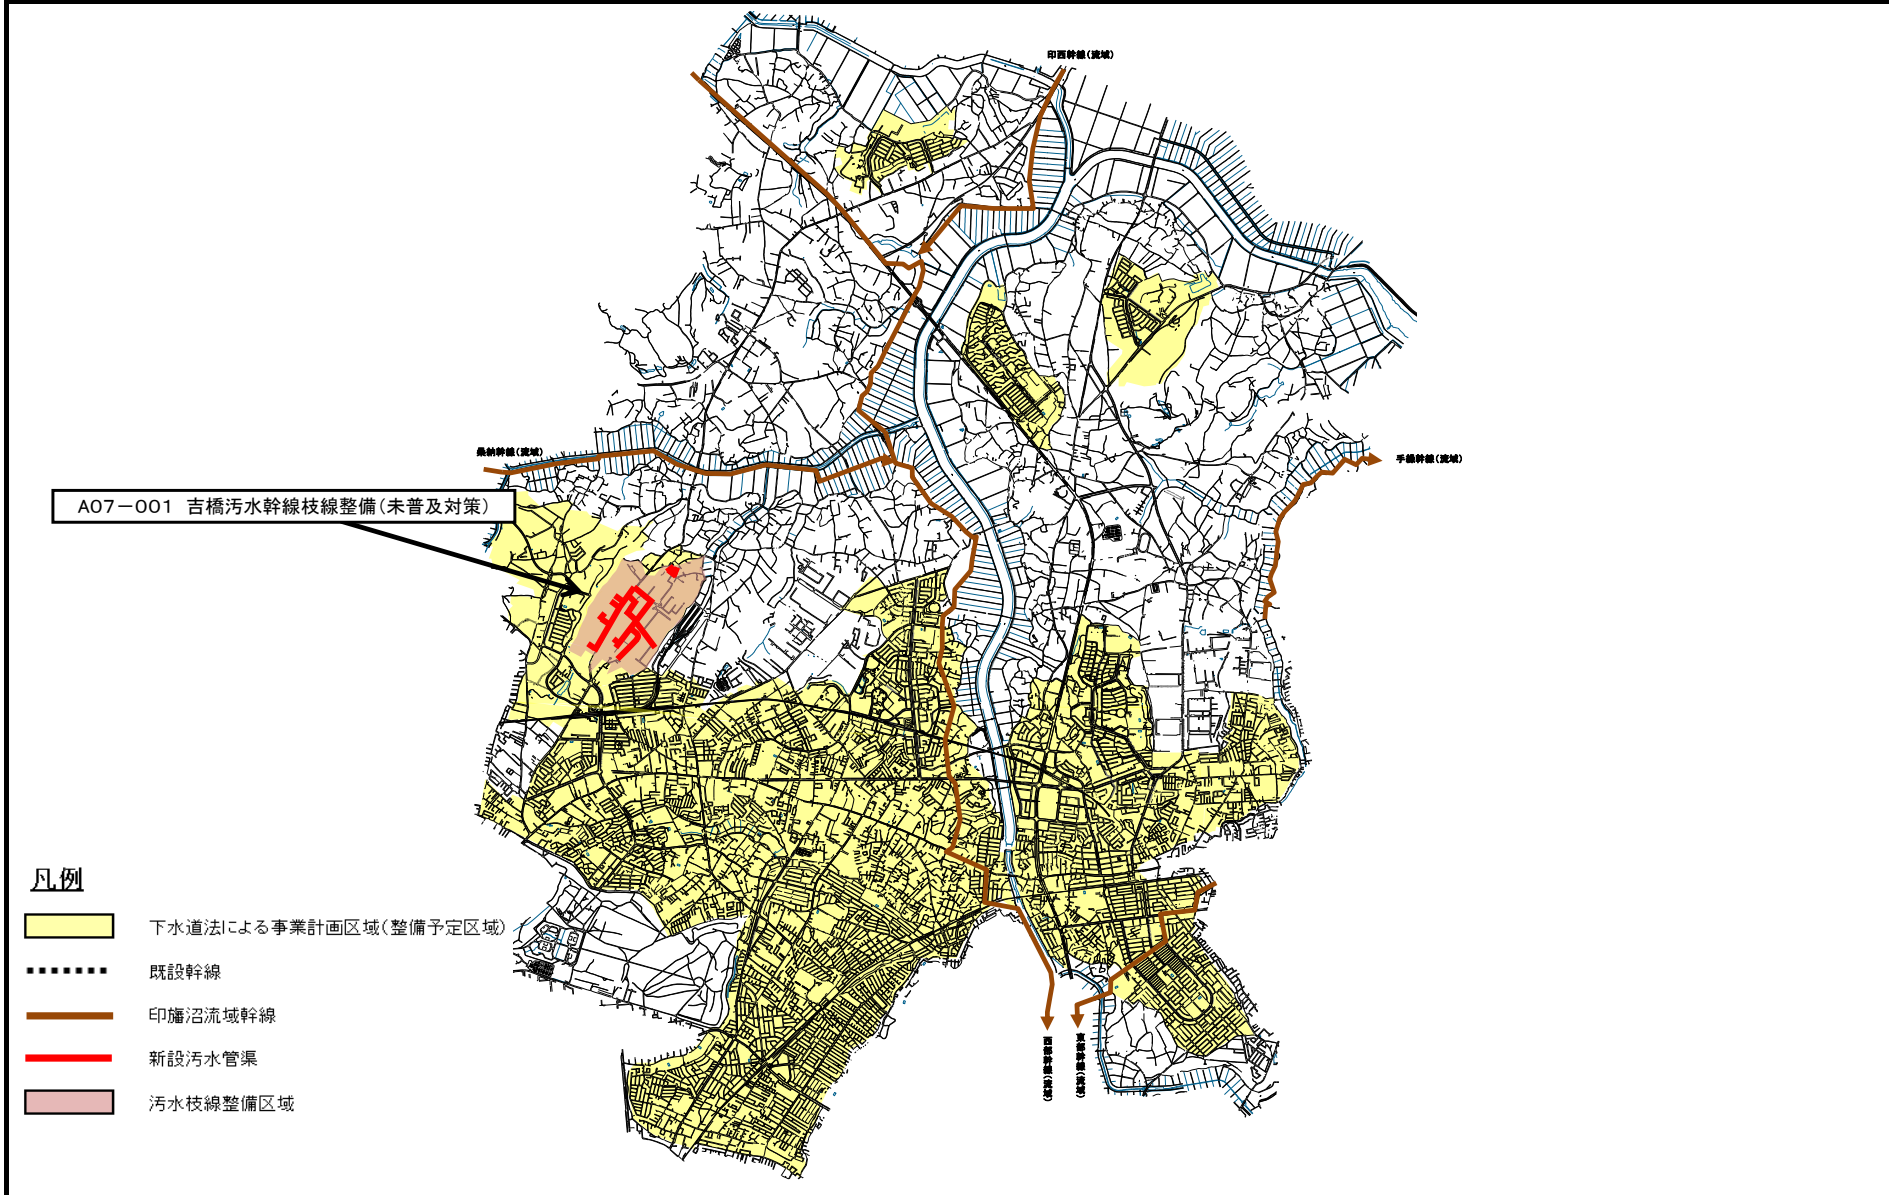 印西幹線(流域)
桑納幹線(流域)
手繰幹線(流域)
A07－001 吉橋汚水幹線枝線整備(未普及対策)
凡例
下水道法による事業計画区域(整備予定区域)
既設幹線
印旛沼流域幹線
新設汚水管渠
汚水枝線整備区域
西部幹線(流域)
東部幹線(流域)